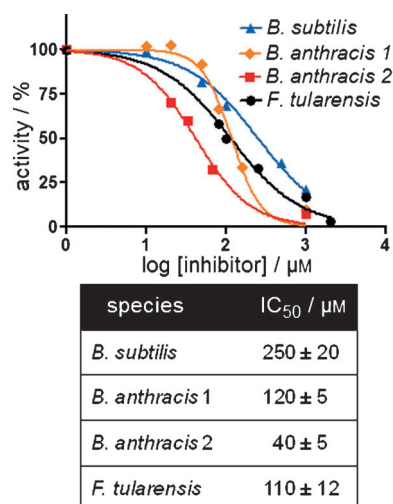 B. subtilis
B. anthracis 1
B. anthracis 2
F. tularensis
activity / %
100
75
50
25
0
0 1 2 3 4
log [inhibitor] / µM
species IC50 / µM
B. subtilis 250 ± 20
B. anthracis 1 120 ± 5
B. anthracis 2 40 ± 5
F. tularensis 110 ± 12